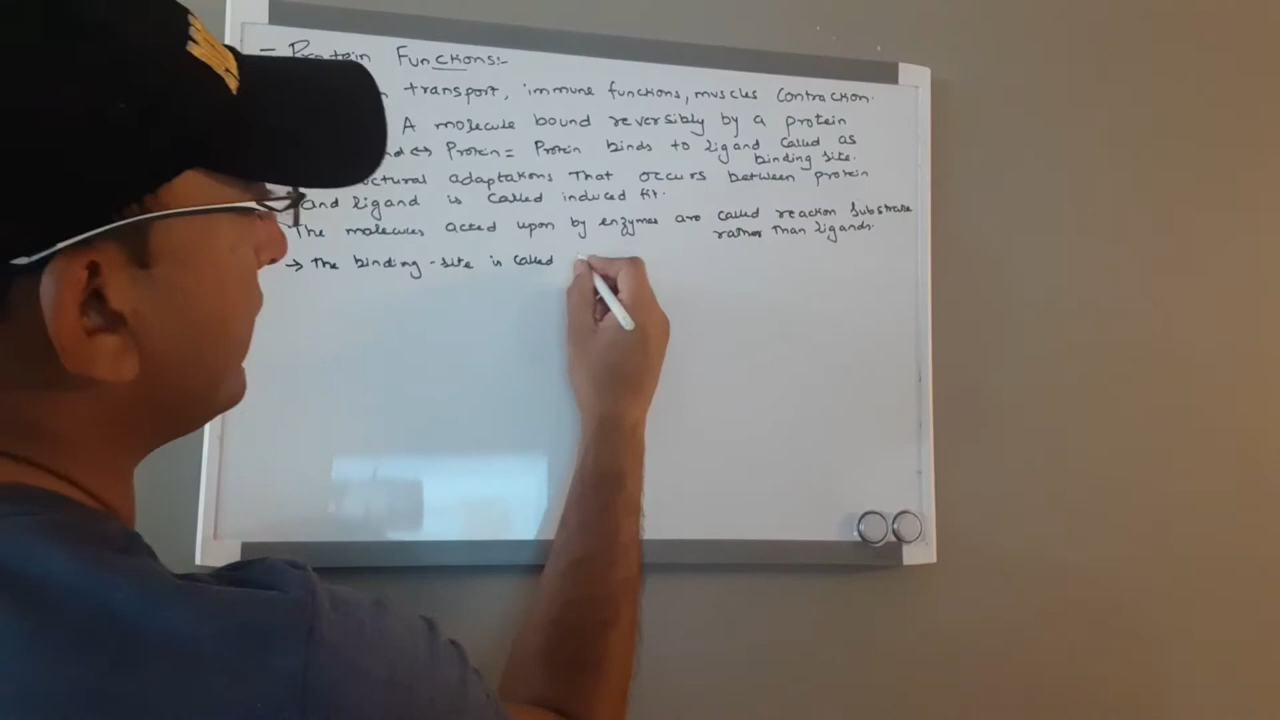 - Protein Functions:-
transport, immune functions, muscles contraction.
A molecule bound reversibly by a protein
↔ Protein = Protein binds to ligand called as
binding site.
adaptations that occurs between protein
and ligand is called induced fit.
The molecules acted upon by enzymes are called reaction
rather than ligands.
→ The binding-site is called